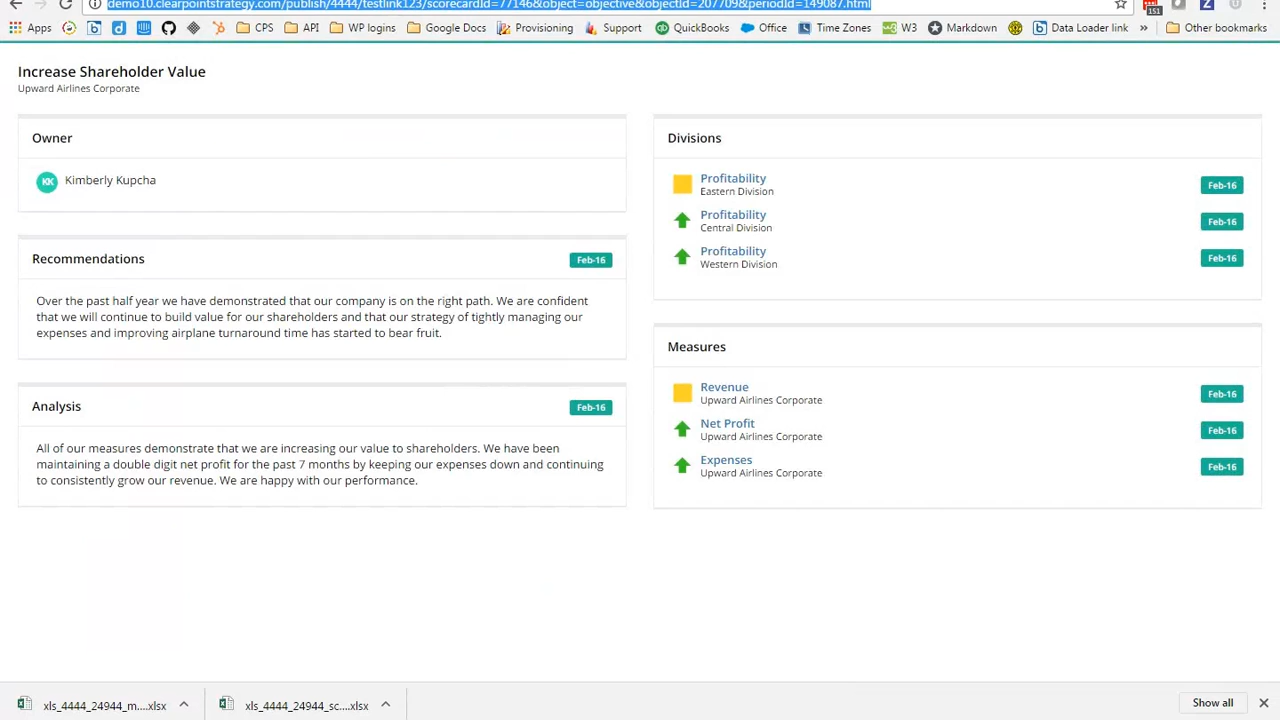 demo10.clearpointstrategy.com/publish/4444/testlink123/scorecardId=77146&object=objective&objectId=207709&periodId=149087.html
151
Apps
CPS
API
WP logins
Google Docs
Provisioning
Support
QuickBooks
Office
Time Zones
W3
Markdown
Data Loader link
»
Other bookmarks
Increase Shareholder Value
Upward Airlines Corporate
Owner
KK Kimberly Kupcha
Recommendations Feb-16
Over the past half year we have demonstrated that our company is on the right path. We are confident
that we will continue to build value for our shareholders and that our strategy of tightly managing our
expenses and improving airplane turnaround time has started to bear fruit.
Analysis Feb-16
All of our measures demonstrate that we are increasing our value to shareholders. We have been
maintaining a double digit net profit for the past 7 months by keeping our expenses down and continuing
to consistently grow our revenue. We are happy with our performance.
Divisions
Profitability Feb-16
Eastern Division
Profitability Feb-16
Central Division
Profitability Feb-16
Western Division
Measures
Revenue Feb-16
Upward Airlines Corporate
Net Profit Feb-16
Upward Airlines Corporate
Expenses Feb-16
Upward Airlines Corporate
xls_4444_24944_m....xlsx
xls_4444_24944_sc....xlsx
Show all